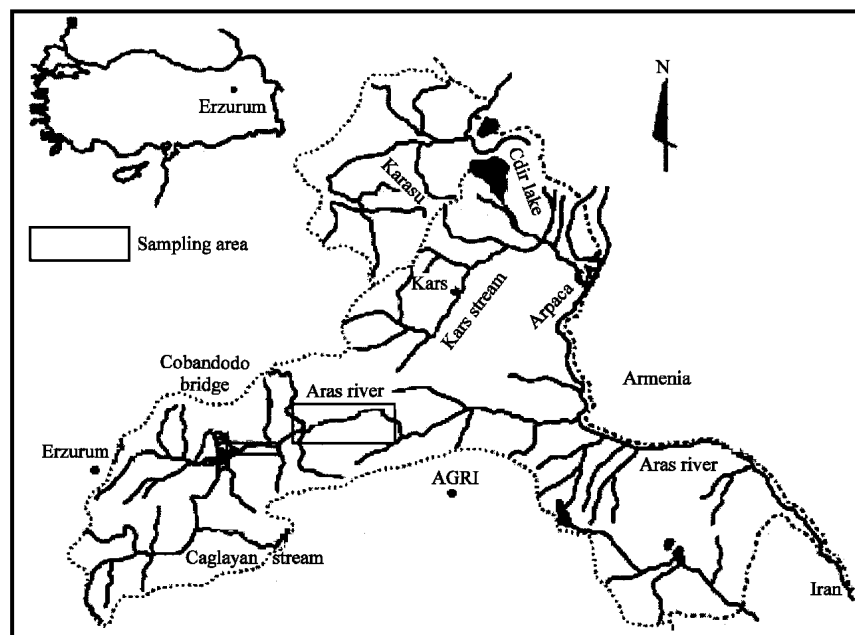 Erzurum
N
Sampling area
Karasu
Cdir lake
Kars
Kars stream
Arpaca
Cobandodo
bridge
Aras river
Armenia
Erzurum
AGRI
Aras river
Caglayan stream
Iran